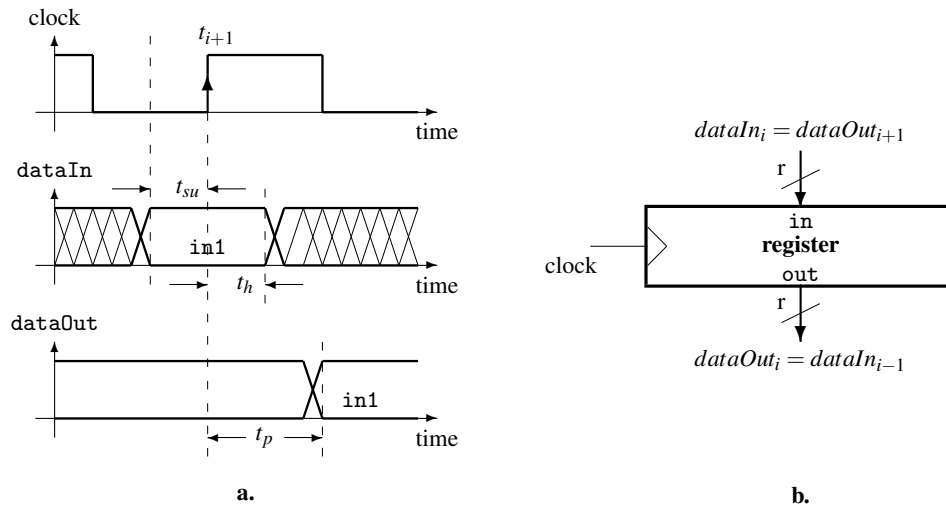 clock
t_{i+1}
time
dataIn
t_{su}
in1
time
t_h
dataOut
in1
time
t_p
a.
dataIn_i = dataOut_{i+1}
r
in
register
clock
out
r
dataOut_i = dataIn_{i−1}
b.